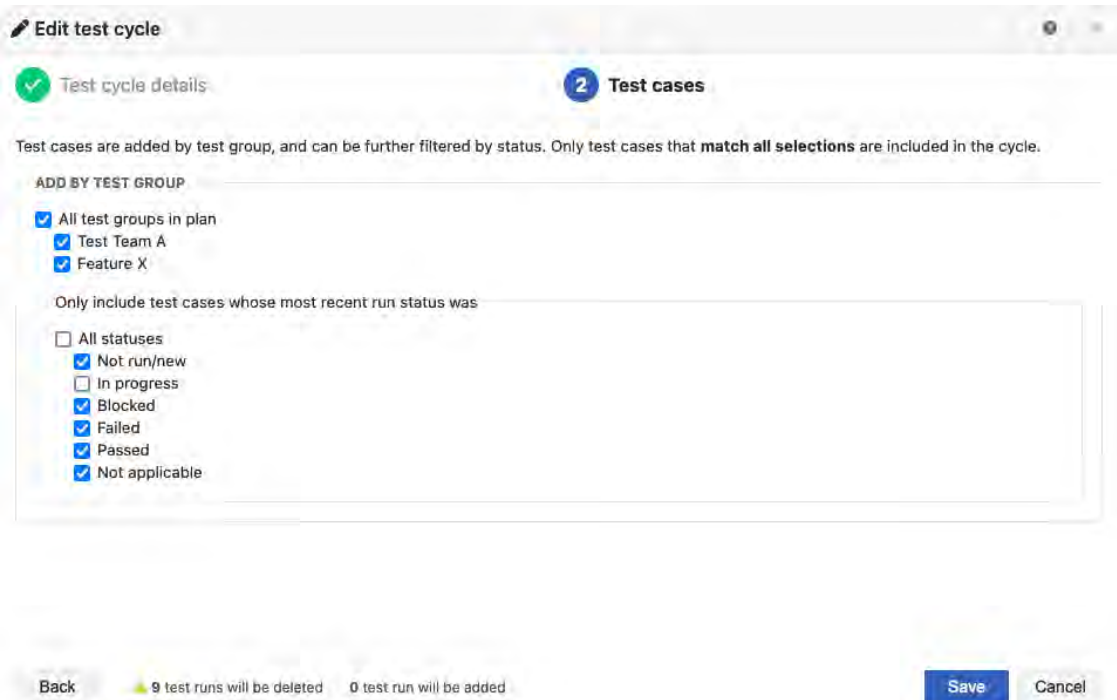 Edit test cycle
Test cycle details
2 Test cases
Test cases are added by test group, and can be further filtered by status. Only test cases that match all selections are included in the cycle.
ADD BY TEST GROUP
All test groups in plan
Test Team A
Feature X
Only include test cases whose most recent run status was
All statuses
Not run/new
In progress
Blocked
Failed
Passed
Not applicable
Back 9 test runs will be deleted 0 test run will be added Save Cancel